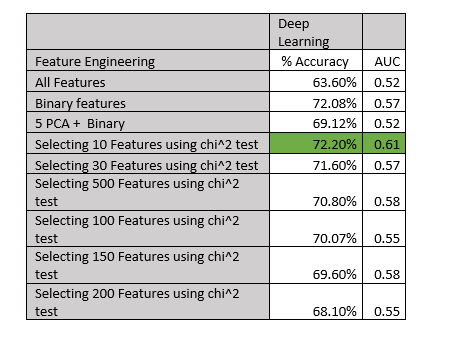 Deep
Learning
Feature Engineering % Accuracy AUC
All Features 63.60% 0.52
Binary features 72.08% 0.57
5 PCA + Binary 69.12% 0.52
Selecting 10 Features using chi^2 test 72.20% 0.61
Selecting 30 Features using chi^2 test 71.60% 0.57
Selecting 500 Features using chi^2
test 70.80% 0.58
Selecting 100 Features using chi^2
test 70.07% 0.55
Selecting 150 Features using chi^2
test 69.60% 0.58
Selecting 200 Features using chi^2
test 68.10% 0.55